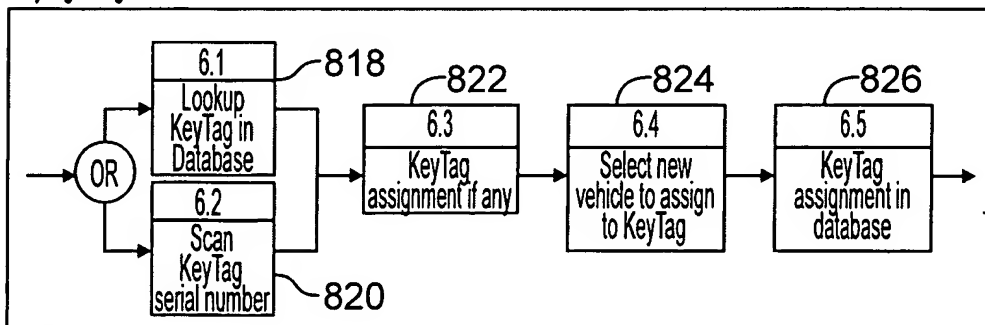 6.1
818
Lookup
KeyTag in
Database
OR
6.2
Scan
KeyTag
serial number
820
822
6.3
KeyTag
assignment if any
824
6.4
Select new
vehicle to assign
to KeyTag
826
6.5
KeyTag
assignment in
database